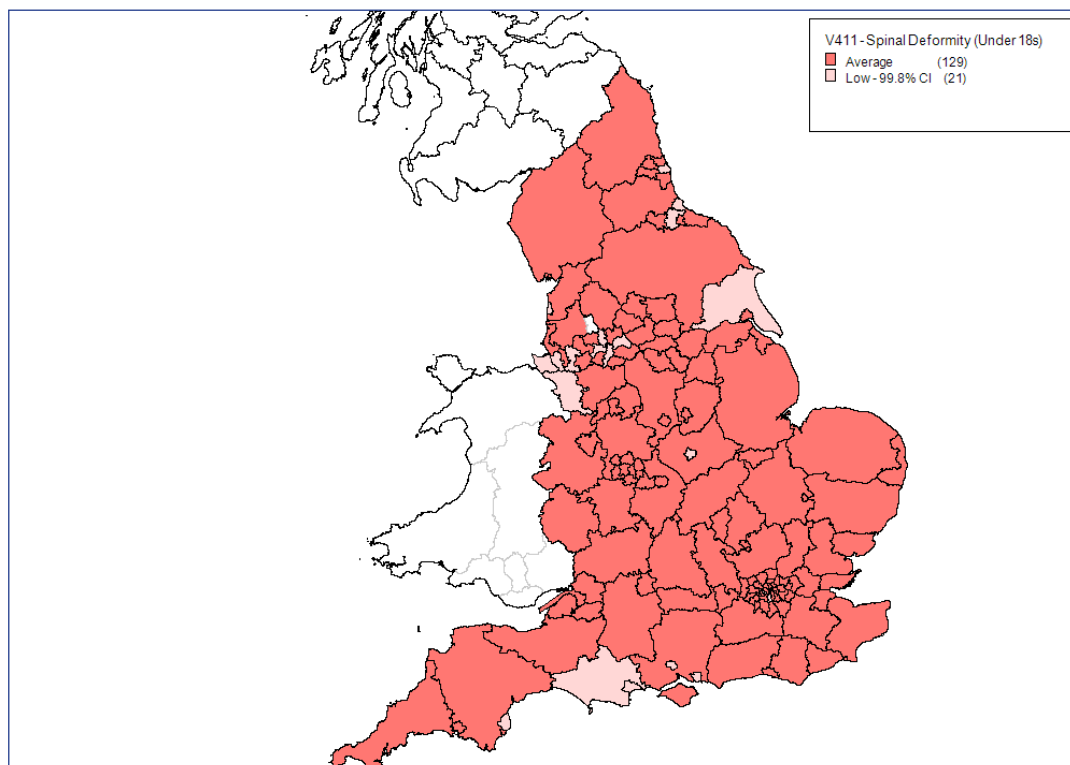 V411 - Spinal Deformity (Under 18s)
Average (129)
Low - 99.8% CI (21)